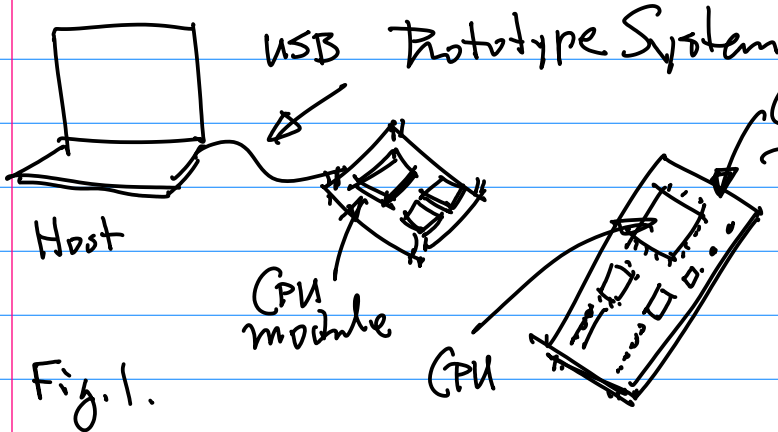 USB Prototype System
Host
CPU
module
CPU
Fig.1.